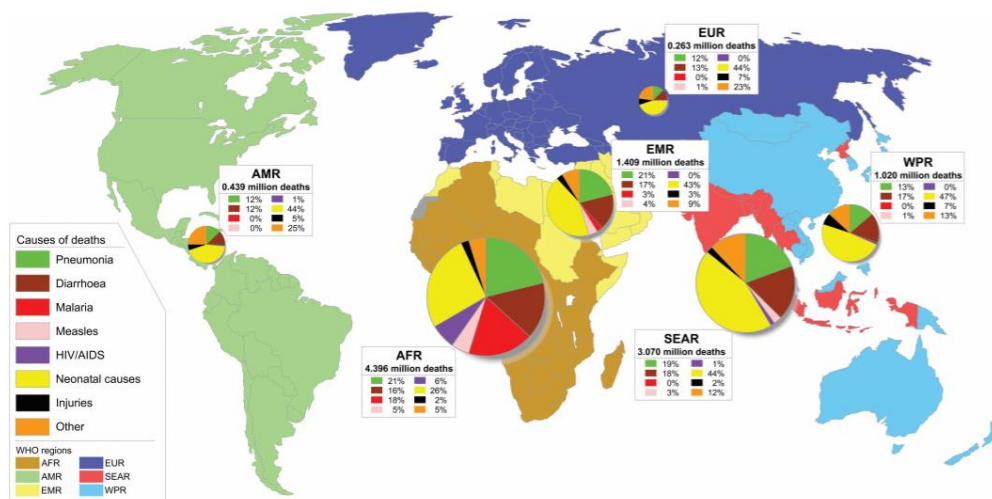 EUR
0.263 million deaths
12% 0%
13% 44%
0% 7%
1% 23%
EMR
1.409 million deaths
21% 0%
17% 43%
3% 3%
4% 9%
WPR
1.020 million deaths
13% 0%
17% 47%
0% 7%
1% 13%
AMR
0.439 million deaths
12% 1%
12% 44%
0% 5%
0% 25%
Causes of deaths
Pneumonia
Diarrhoea
Malaria
Measles
HIV/AIDS
Neonatal causes
Injuries
Other
WHO regions
AFR EUR
AMR SEAR
EMR WPR
AFR
4.396 million deaths
21% 6%
16% 26%
18% 2%
5% 5%
SEAR
3.070 million deaths
19% 1%
18% 44%
0% 2%
3% 12%